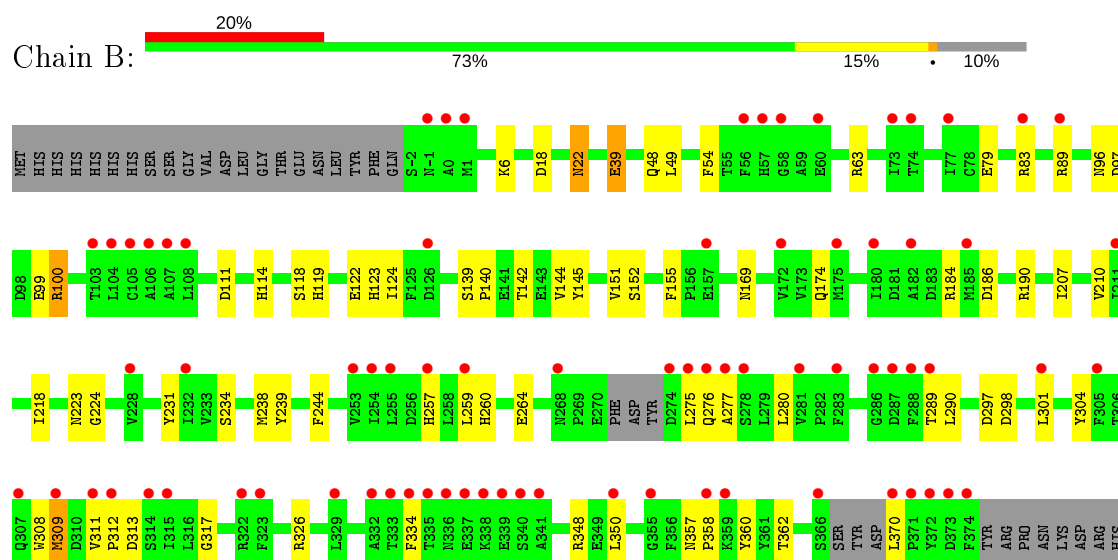 20%
Chain B:
73% 15% • 10%
MET HIS HIS HIS HIS HIS HIS SER SER GLY VAL ASP LEU GLY THR GLU ASN LEU TYR PHE GLN S-2 N-1 A0 M1 K6 D18 N22 E39 Q48 L49 F54 T55 F56 H57 G58 A59 E60 R63 I73 T74 I77 C78 E79 R83 R89 N96 D97
D98 E99 R100 T103 L104 C105 A106 A107 L108 D111 H114 S118 H119 E122 H123 I124 F125 D126 S139 P140 E141 T142 E143 V144 Y145 V151 S152 F155 P156 E157 N169 V172 V173 Q174 M175 I180 D181 A182 D183 R184 M185 D186 R190 I207 V210 I211
I218 N223 G224 V228 Y231 I232 V233 S234 M238 Y239 F244 V253 I254 L255 D256 H257 L258 L259 H260 E264 N268 P269 E270 PHE ASP TYR D274 L275 Q276 A277 S278 L279 L280 V281 P282 F283 G286 D287 F288 T289 L290 D297 D298 L301 Y304 F305 T306
Q307 W308 M309 D310 V311 P312 D313 S314 I315 L316 G317 R322 F323 R326 L329 A332 T333 F334 T335 N336 E337 K338 E339 S340 A341 R348 E349 L350 G355 F356 N357 P358 K359 Y360 Y361 T362 S366 SER TYR ASP L370 P371 Y372 D373 F374 TYR ARG PRO ASN LYS ASP ARG